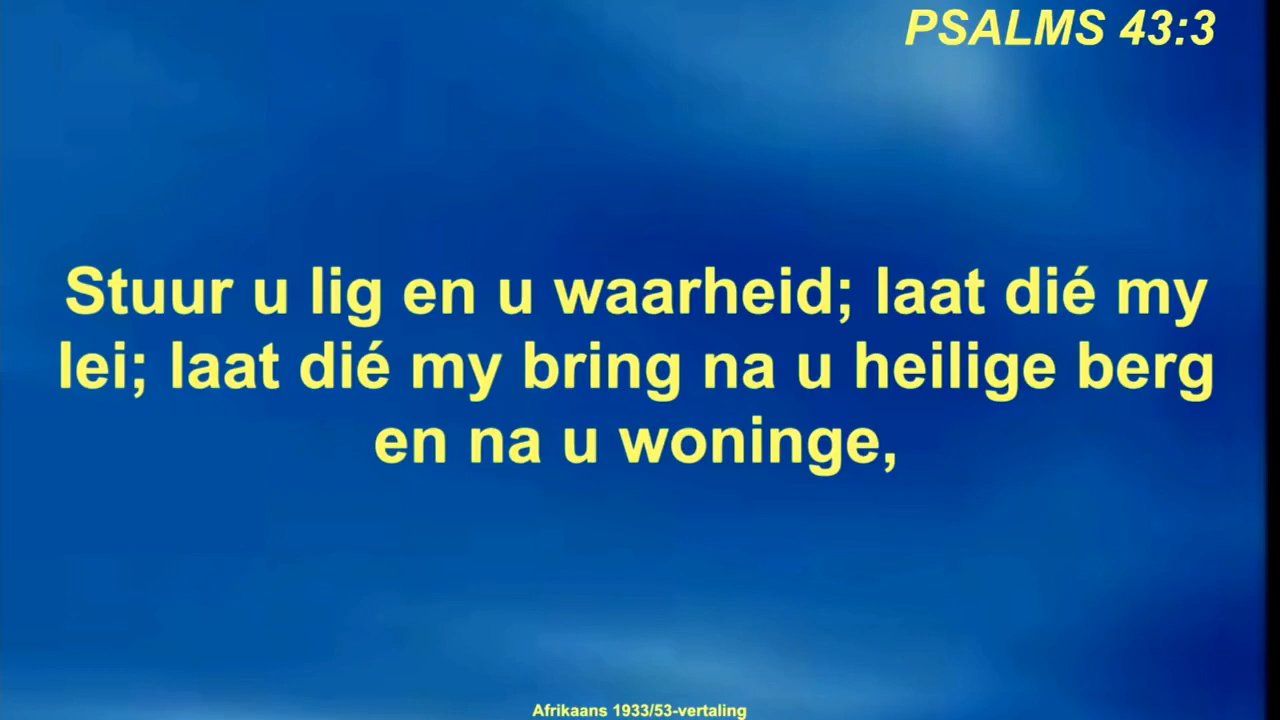 PSALMS 43:3
Stuur u lig en u waarheid; laat dié my
lei; laat dié my bring na u heilige berg
en na u woninge,
Afrikaans 1933/53-vertaling